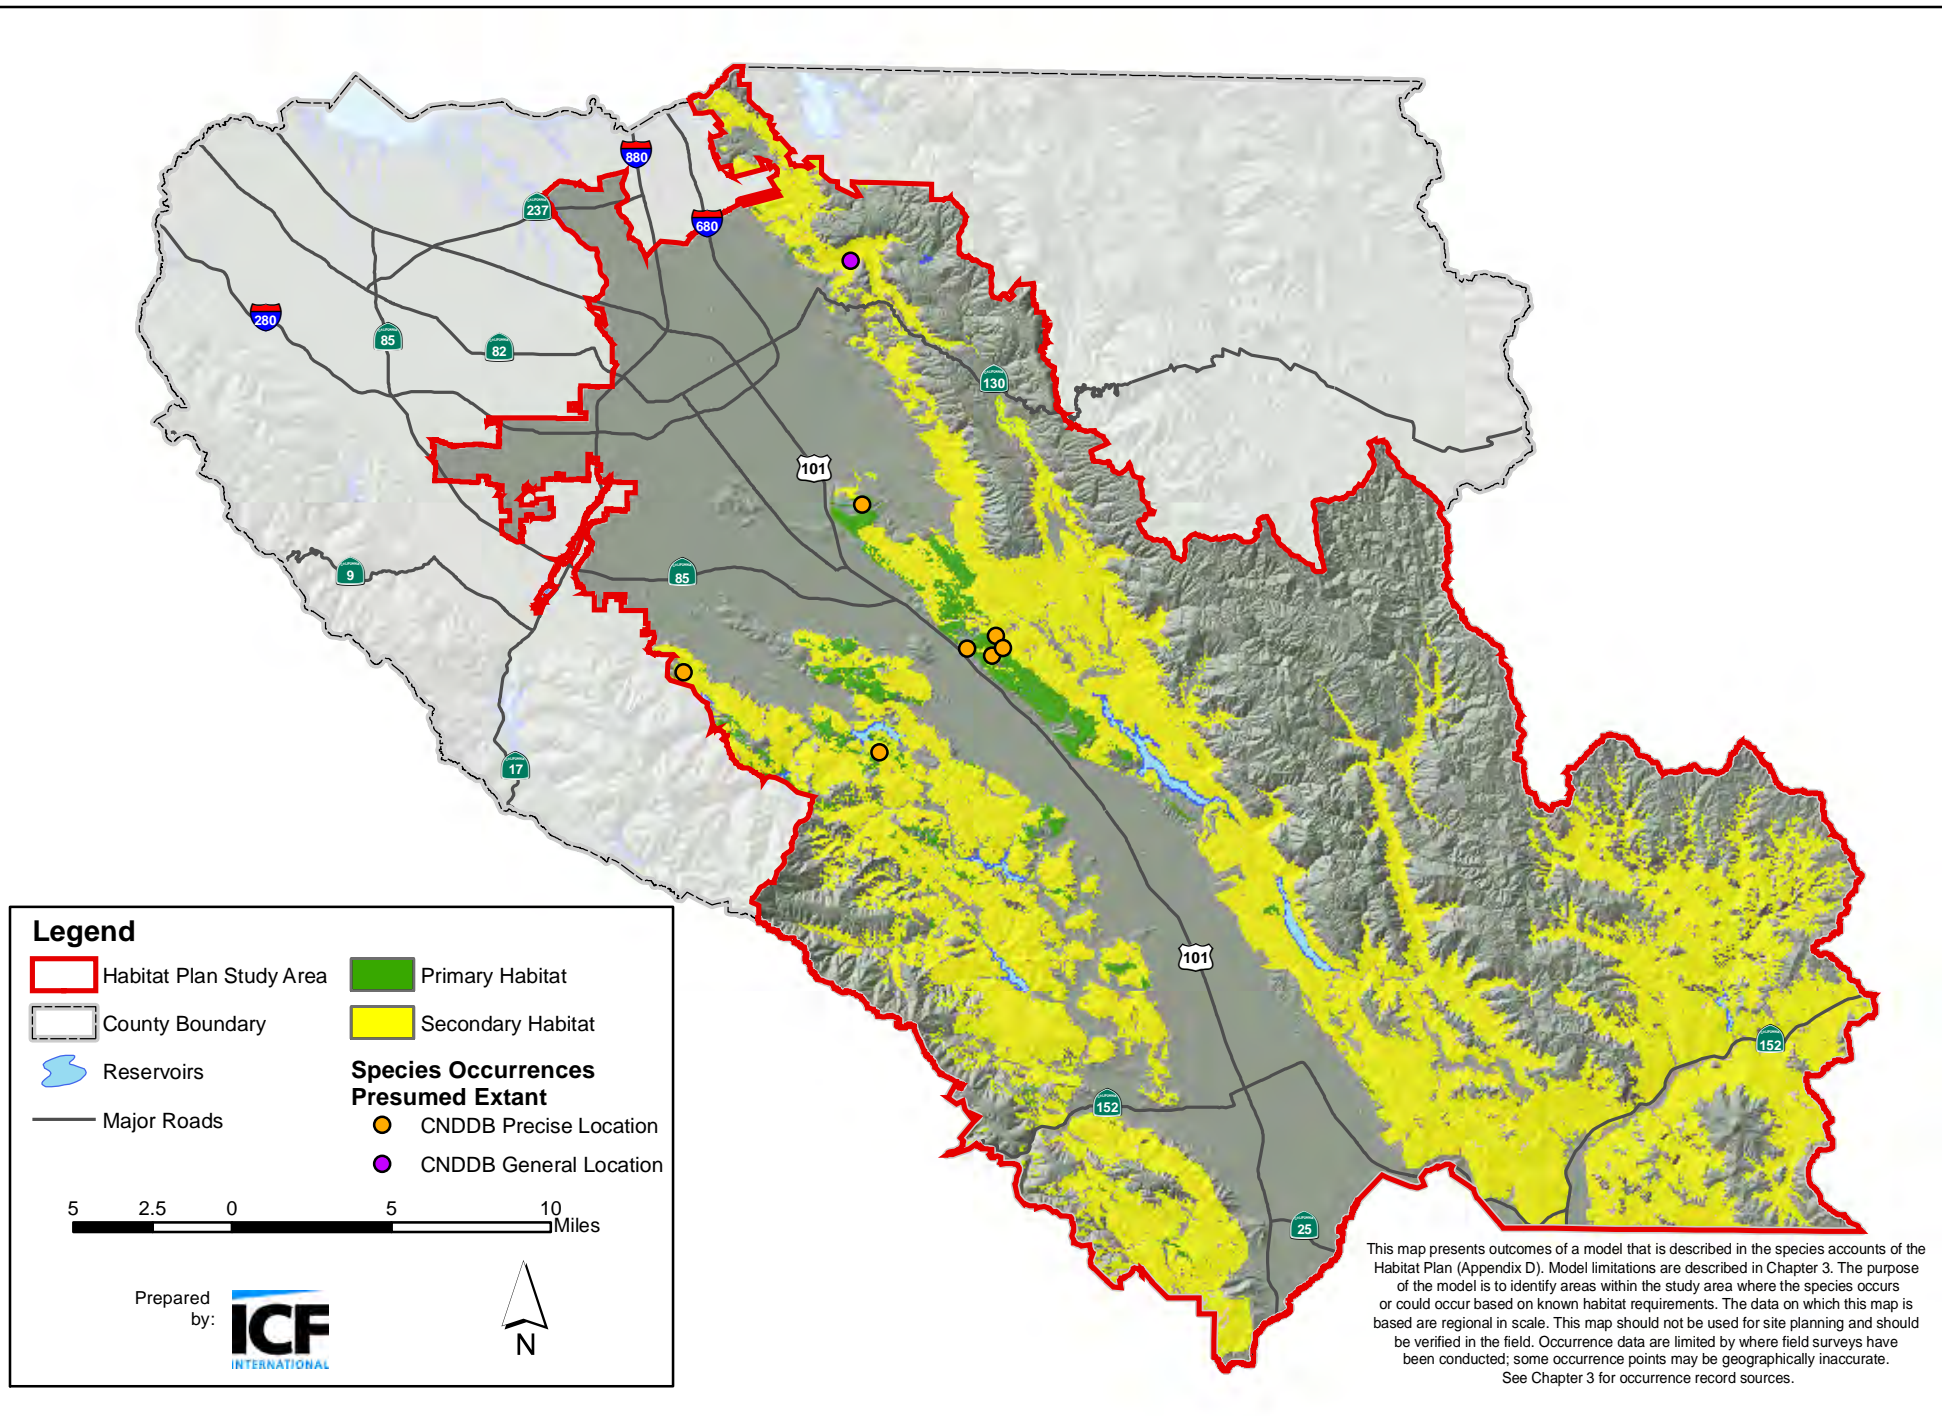 880
237
680
280
85
82
130
101
9
85
17
101
152
152
25
Legend
Habitat Plan Study Area
Primary Habitat
County Boundary
Secondary Habitat
Reservoirs
Major Roads
Species Occurrences
Presumed Extant
CNDDB Precise Location
CNDDB General Location
5 2.5 0 5 10
Miles
Prepared
by:
ICF
INTERNATIONAL
N
This map presents outcomes of a model that is described in the species accounts of the
Habitat Plan (Appendix D). Model limitations are described in Chapter 3. The purpose
of the model is to identify areas within the study area where the species occurs
or could occur based on known habitat requirements. The data on which this map is
based are regional in scale. This map should not be used for site planning and should
be verified in the field. Occurrence data are limited by where field surveys have
been conducted; some occurrence points may be geographically inaccurate.
See Chapter 3 for occurrence record sources.